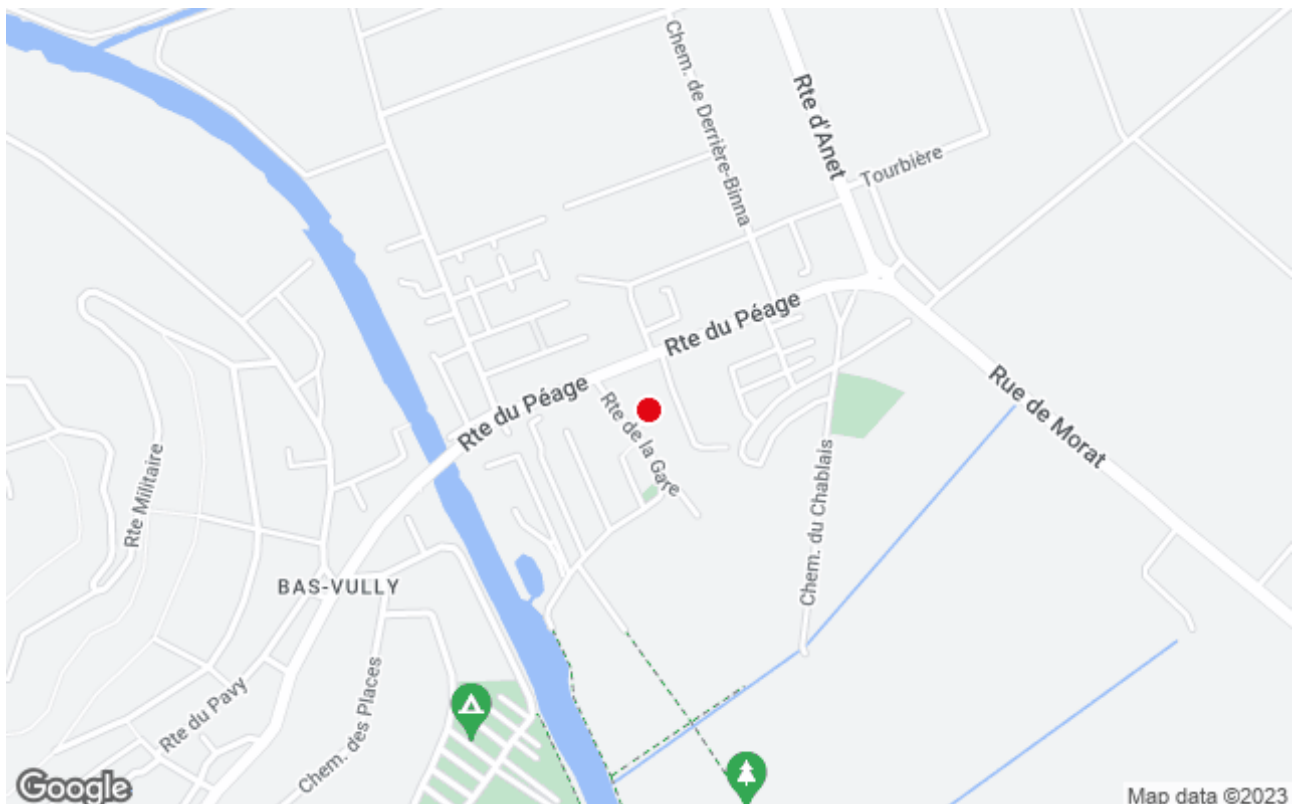 Chem. de Derrière-Binna
Rte d'Anet
Tourbière
Rte du Péage
Rte du Péage
Rte de la Gare
Rue de Morat
Rte Militaire
Chem. du Chablais
BAS-VULLY
Rte du Pavy
Chem. des Places
Google
Map data ©2023